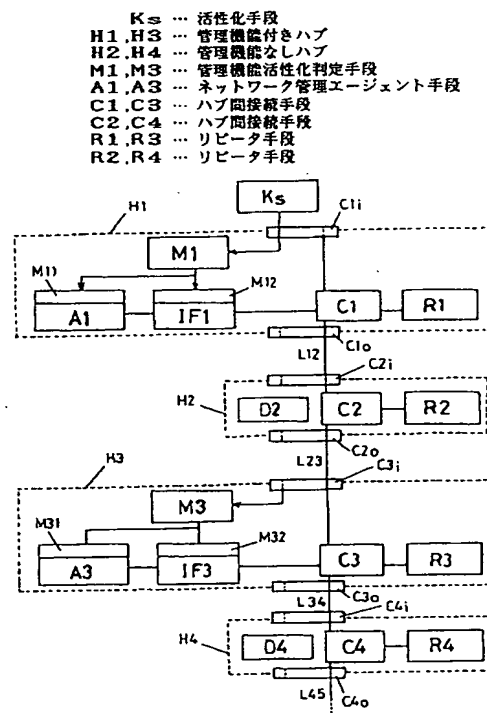 Ks … 活性化手段
H1,H3 … 管理機能付きハブ
H2,H4 … 管理機能なしハブ
M1,M3 … 管理機能活性化判定手段
A1,A3 … ネットワーク管理エージェント手段
C1,C3 … ハブ間接続手段
C2,C4 … ハブ間接続手段
R1,R3 … リピータ手段
R2,R4 … リピータ手段
Ks
H1
C1i
M1
M11
M12
A1
IF1
C1
R1
C1o
L12
C2i
H2
D2
C2
R2
C2o
L23
H3
C3i
M3
M31
M32
A3
IF3
C3
R3
C3o
L34
C4i
H4
D4
C4
R4
L45
C4o